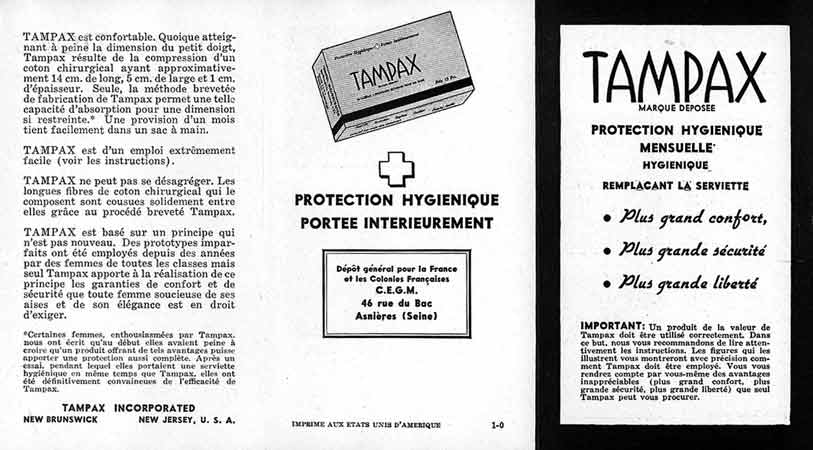 TAMPAX est confortable. Quoique atteig-
nant à peine la dimension du petit doigt,
Tampax résulte de la compression d'un
coton chirurgical ayant approximative-
ment 14 cm. de long, 5 cm. de large et 1 cm.
d'épaisseur. Seule, la méthode brevetée
de fabrication de Tampax permet une telle
capacité d'absorption pour une dimension
si restreinte.* Une provision d'un mois
tient facilement dans un sac à main.
TAMPAX est d'un emploi extrêmement
facile (voir les instructions).
TAMPAX ne peut pas se désagréger. Les
longues fibres de coton chirurgical qui le
composent sont cousues solidement entre
elles grâce au procédé breveté Tampax.
TAMPAX est basé sur un principe qui
n'est pas nouveau. Des prototypes impar-
faits ont été employés depuis des années
par des femmes de toutes les classes mais
seul Tampax apporte à la réalisation de ce
principe les garanties de confort et de
sécurité que toute femme soucieuse de ses
aises et de son élégance est en droit
d'exiger.
*Certaines femmes, enthousiasmées par Tampax,
nous ont écrit qu'au début elles avaient peine à
croire qu'un produit offrant de tels avantages puisse
apporter une protection aussi complète. Après un
essai, pendant lequel elles portaient une serviette
hygiénique en même temps que Tampax, elles ont
été définitivement convaincues de l'efficacité de
Tampax.
TAMPAX INCORPORATED
NEW BRUNSWICK NEW JERSEY, U. S. A.
TAMPAX
PROTECTION HYGIENIQUE
PORTEE INTERIEUREMENT
Dépôt général pour la France
et les Colonies Françaises
C.E.G.M.
46 rue du Bac
Asnières (Seine)
IMPRIME AUX ETATS UNIS D'AMERIQUE 1-0
TAMPAX
MARQUE DEPOSEE
PROTECTION HYGIENIQUE
MENSUELLE
HYGIENIQUE
REMPLAÇANT LA SERVIETTE
• Plus grand confort,
• Plus grande sécurité
• Plus grande liberté
IMPORTANT: Un produit de la valeur de
Tampax doit être utilisé correctement. Dans
ce but, nous vous recommandons de lire atten-
tivement les instructions. Les figures qui les
illustrent vous montreront avec précision com-
ment Tampax doit être employé. Vous vous
rendrez compte par vous-même des avantages
inappréciables (plus grand confort, plus
grande sécurité, plus grande liberté) que seul
Tampax peut vous procurer.